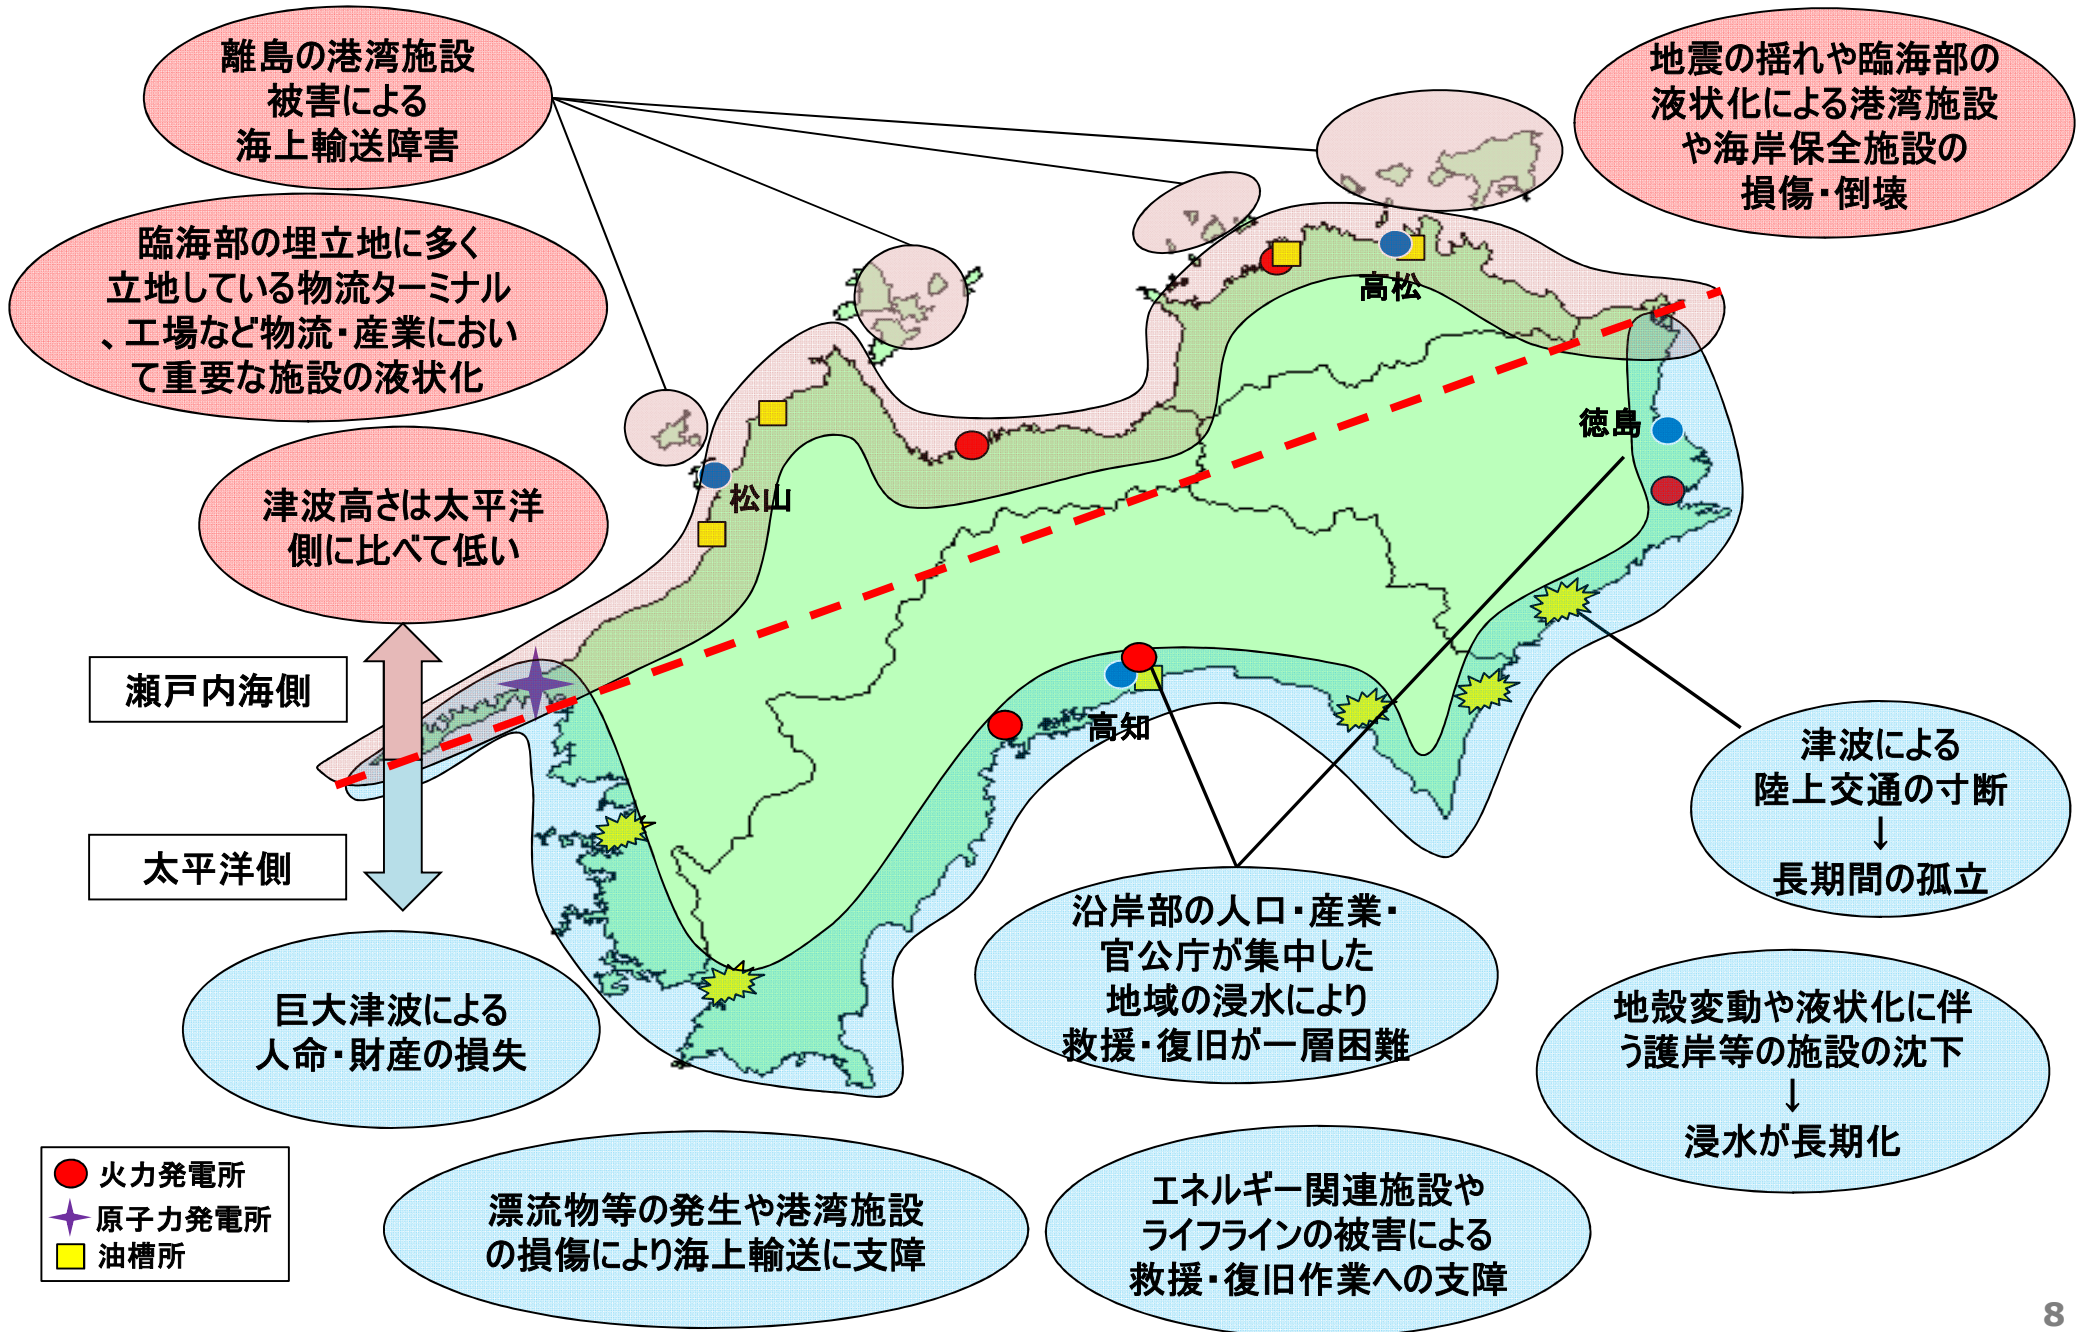 離島の港湾施設
被害による
海上輸送障害
地震の揺れや臨海部の
液状化による港湾施設
や海岸保全施設の
損傷・倒壊
臨海部の埋立地に多く
立地している物流ターミナル
、工場など物流・産業におい
て重要な施設の液状化
津波高さは太平洋
側に比べて低い
高松
徳島
松山
高知
瀬戸内海側
太平洋側
津波による
陸上交通の寸断
↓
長期間の孤立
沿岸部の人口・産業・
官公庁が集中した
地域の浸水により
救援・復旧が一層困難
巨大津波による
人命・財産の損失
地殻変動や液状化に伴
う護岸等の施設の沈下
↓
浸水が長期化
漂流物等の発生や港湾施設
の損傷により海上輸送に支障
エネルギー関連施設や
ライフラインの被害による
救援・復旧作業への支障
火力発電所
原子力発電所
油槽所
8